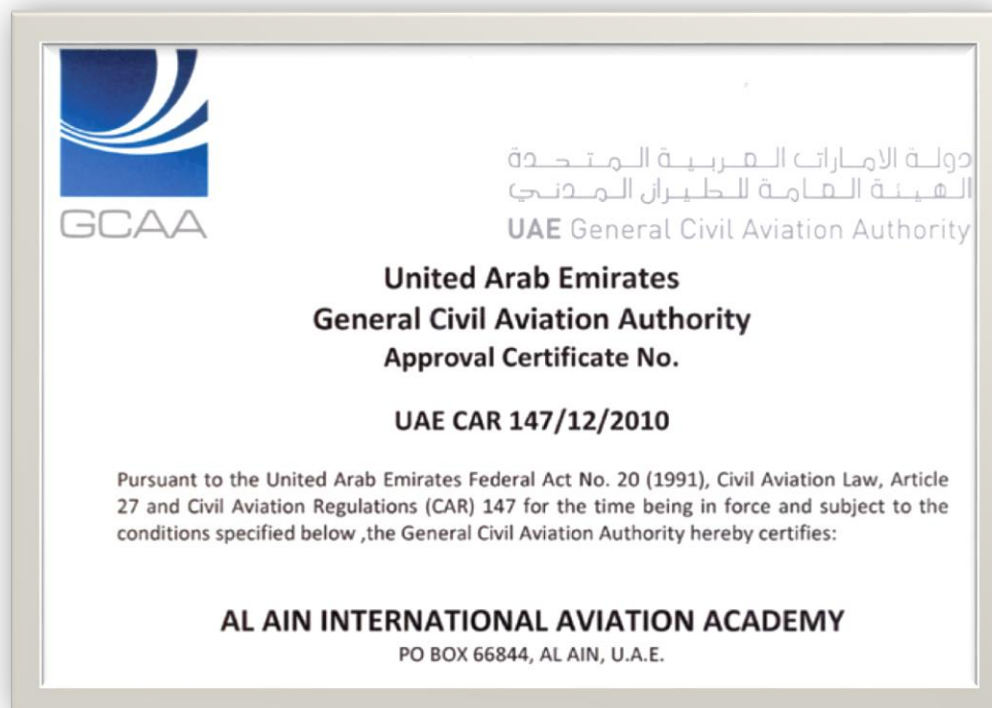 GCAA
دولة الامارات العربية المتحدة
الهيئة العامة للطيران المدني
UAE General Civil Aviation Authority
United Arab Emirates
General Civil Aviation Authority
Approval Certificate No.
UAE CAR 147/12/2010
Pursuant to the United Arab Emirates Federal Act No. 20 (1991), Civil Aviation Law, Article
27 and Civil Aviation Regulations (CAR) 147 for the time being in force and subject to the
conditions specified below ,the General Civil Aviation Authority hereby certifies:
AL AIN INTERNATIONAL AVIATION ACADEMY
PO BOX 66844, AL AIN, U.A.E.